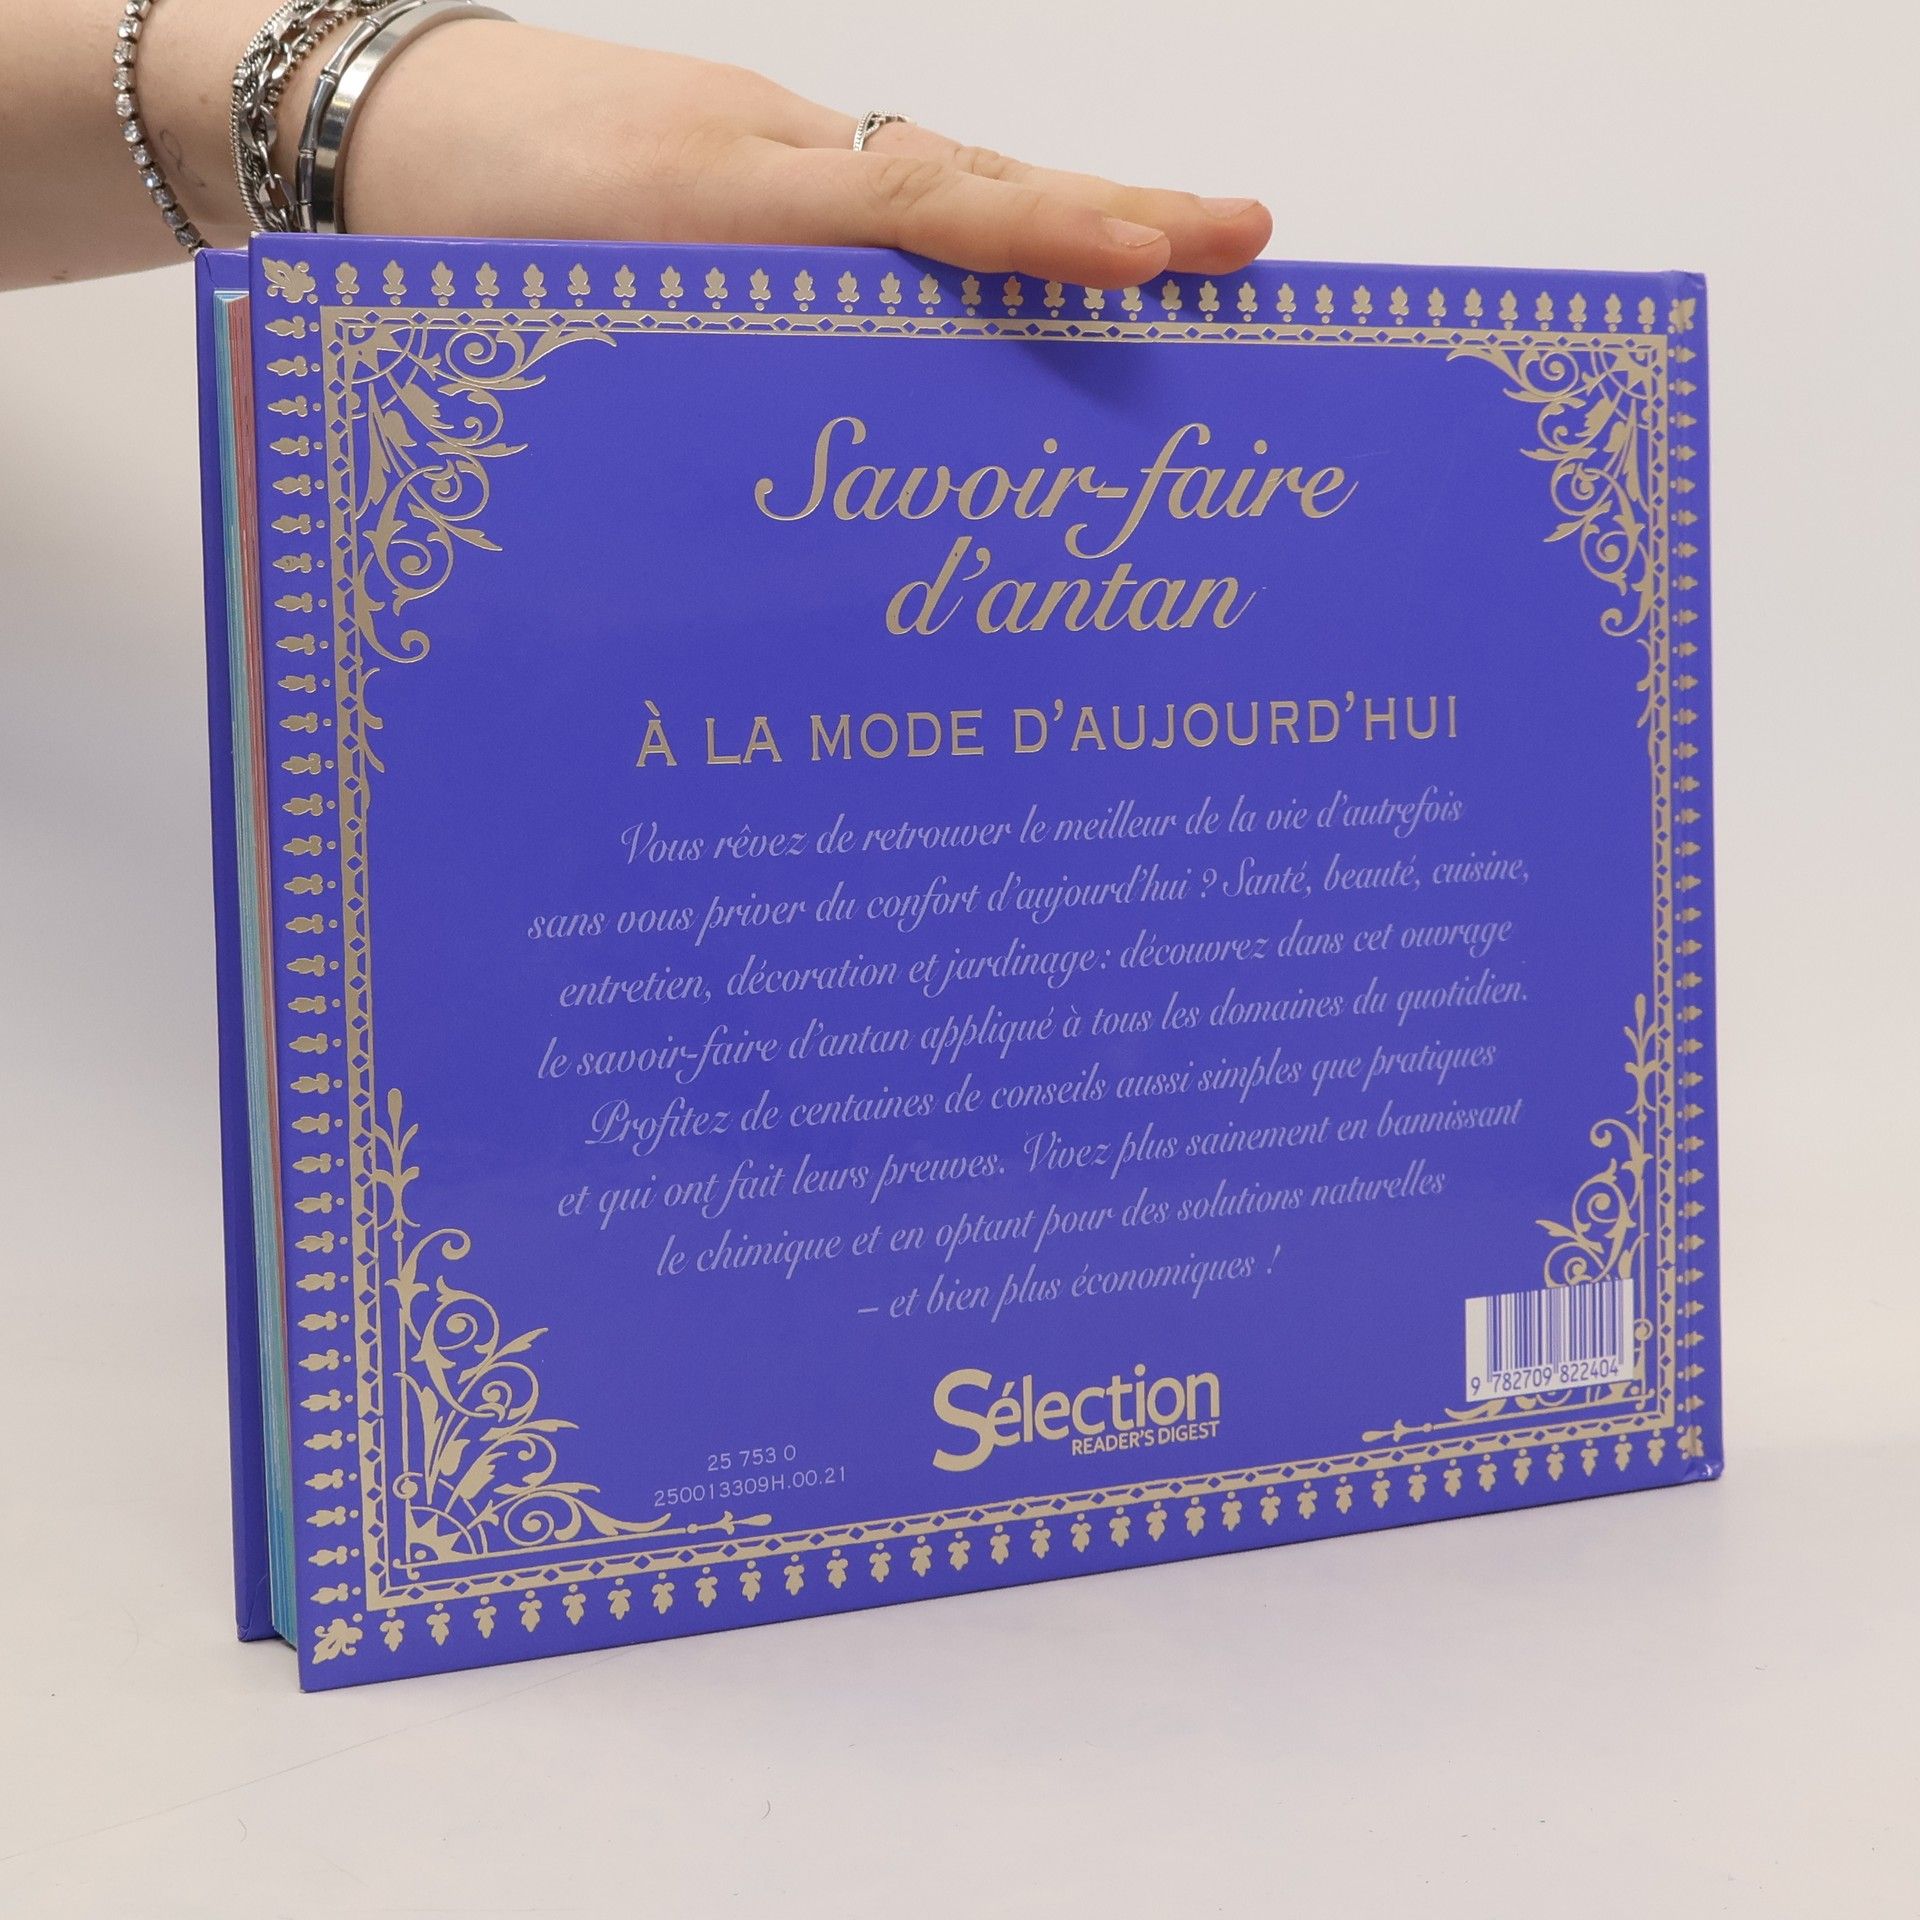 Savoir-faire
d'antan
À LA MODE D'AUJOURD'HUI
Vous rêvez de retrouver le meilleur de la vie d'autrefois
sans vous priver du confort d'aujourd'hui ? Santé, beauté, cuisine,
entretien, décoration et jardinage : découvrez dans cet ouvrage
le savoir-faire d'antan appliqué à tous les domaines du quotidien.
Profitez de centaines de conseils aussi simples que pratiques
et qui ont fait leurs preuves. Vivez plus sainement en bannissant
le chimique et en optant pour des solutions naturelles
– et bien plus économiques !
Sélection
READER'S DIGEST
25 753 0
250013309H.00.21
9 782709 822404